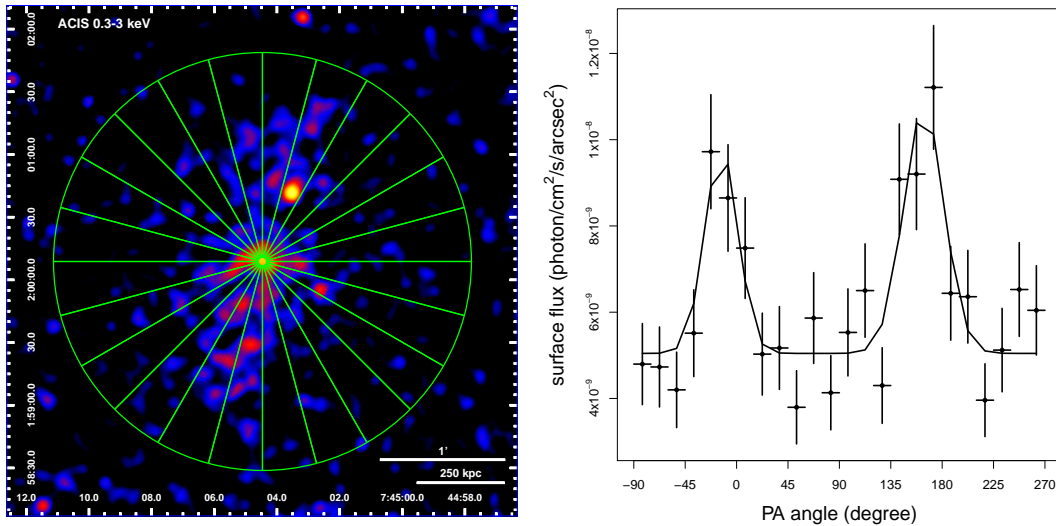 ACIS 0.3-3 keV
02:00.0
30.0
01:00.0
30.0
2:00:00.0
30.0
1:59:00.0
58:30.0
1'
250 kpc
12.0 10.0 08.0 06.0 04.0 02.0 7:45:00.0 44:58.0
surface flux (photon/cm²/s/arcsec²)
1.2x10⁻⁸
1x10⁻⁸
8x10⁻⁹
6x10⁻⁹
4x10⁻⁹
−90 −45 0 45 90 135 180 225 270
PA angle (degree)